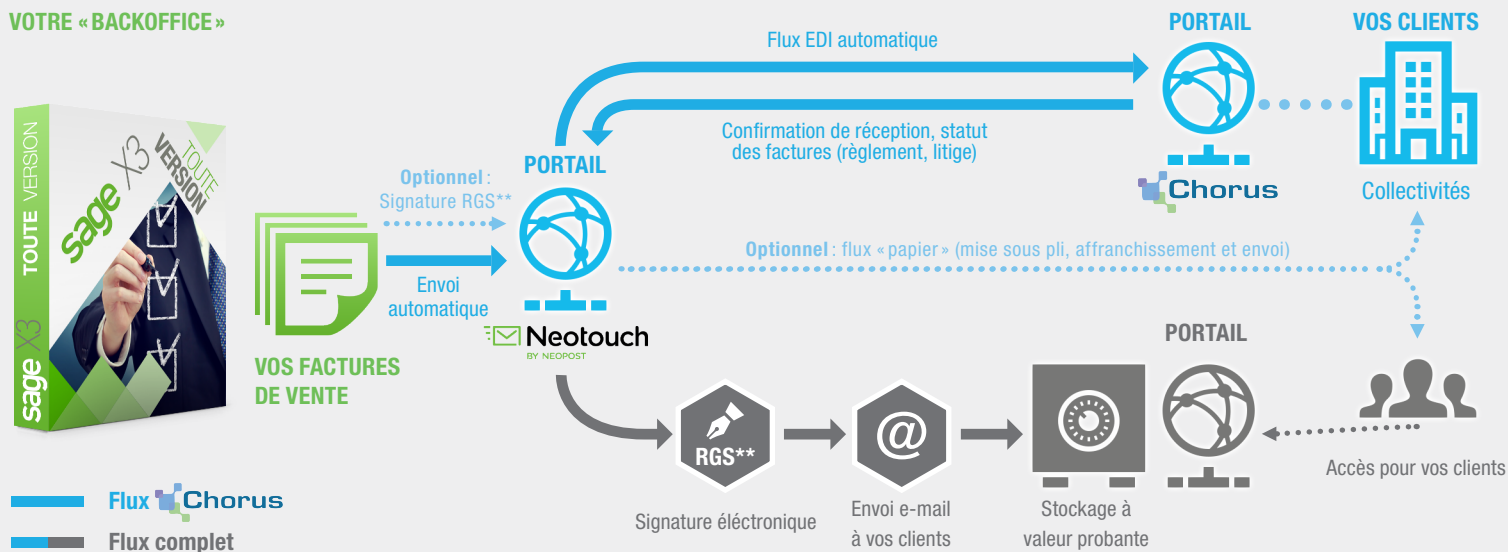 VOTRE « BACKOFFICE »
PORTAIL
VOS CLIENTS
Flux EDI automatique
Confirmation de réception, statut
des factures (règlement, litige)
Chorus
Collectivités
sage X3
TOUTE VERSION
sage X3
TOUTE
VERSION
Optionnel :
Signature RGS**
PORTAIL
Envoi
automatique
Optionnel : flux « papier » (mise sous pli, affranchissement et envoi)
Neotouch
BY NEOPOST
VOS FACTURES
DE VENTE
PORTAIL
RGS**
@
Signature éléctronique
Envoi e-mail
à vos clients
Stockage à
valeur probante
Accès pour vos clients
Flux Chorus
Flux complet